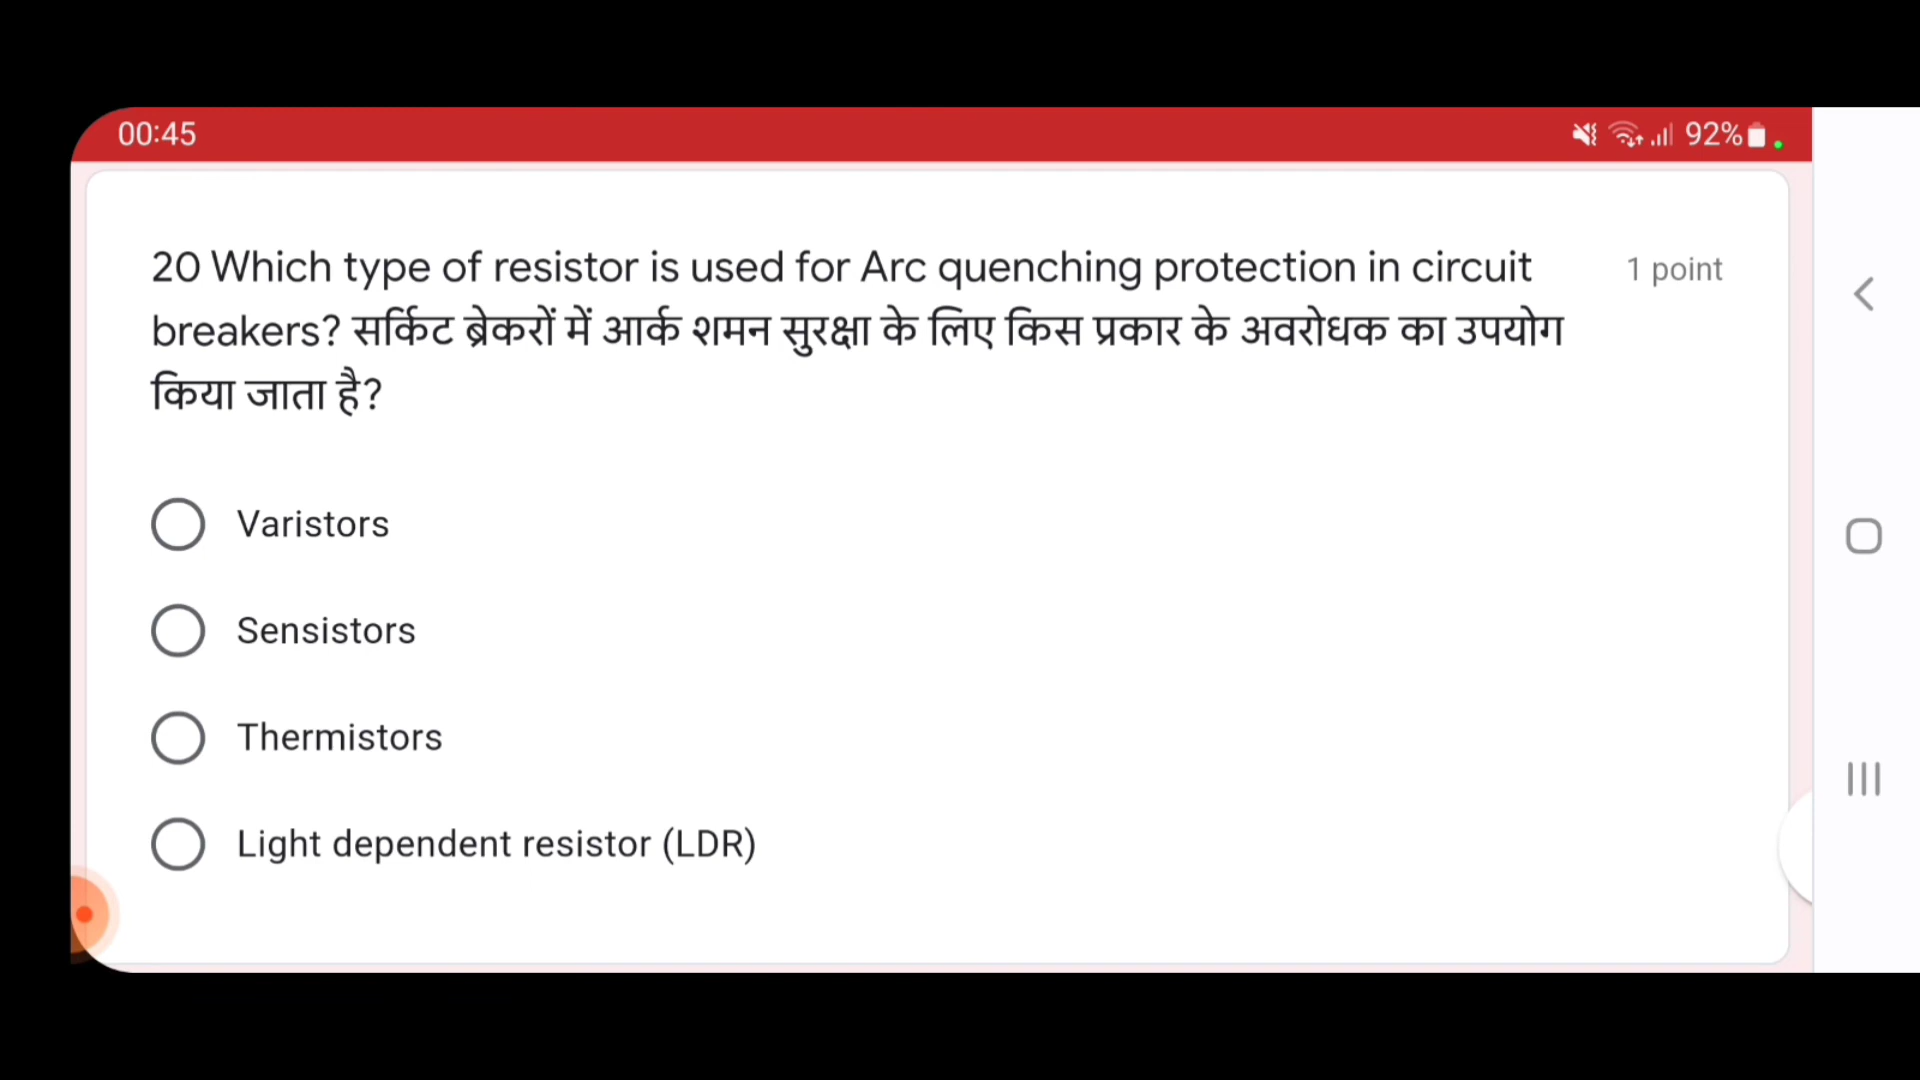 00:45
92%
20 Which type of resistor is used for Arc quenching protection in circuit
1 point
breakers? सर्किट ब्रेकरों में आर्क शमन सुरक्षा के लिए किस प्रकार के अवरोधक का उपयोग
किया जाता है?
Varistors
Sensistors
Thermistors
Light dependent resistor (LDR)